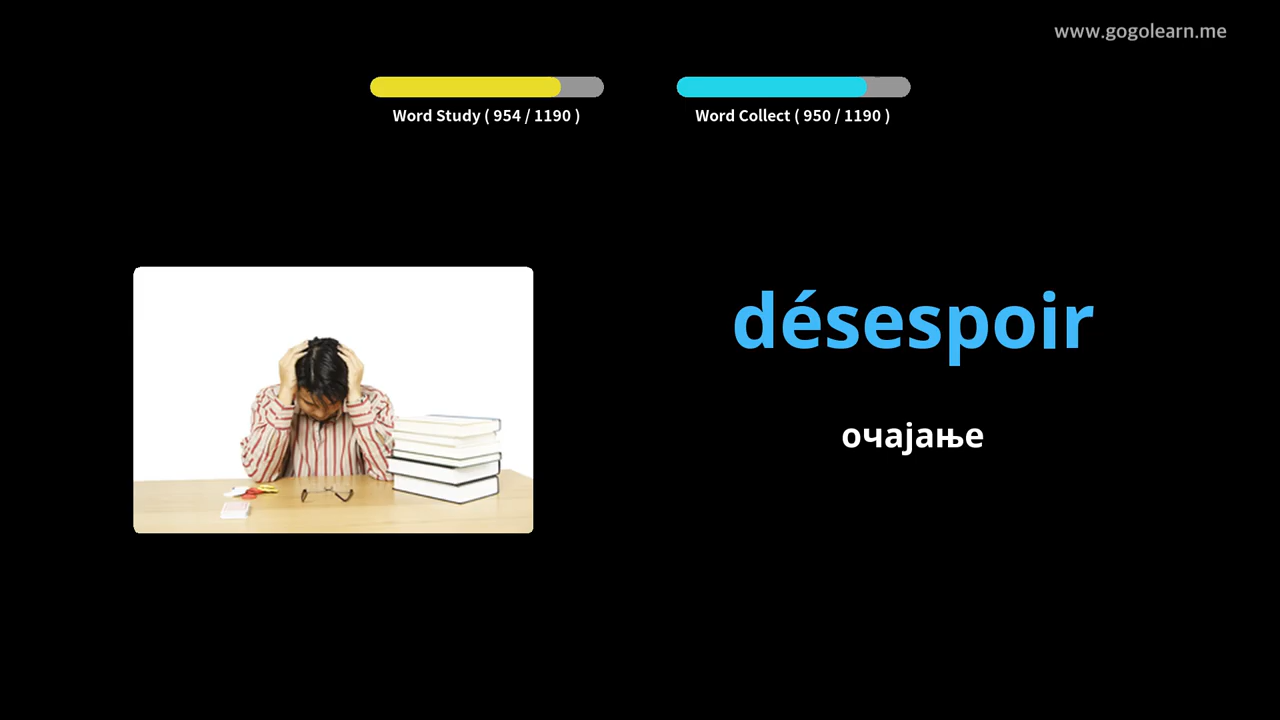 www.gogolearn.me
Word Study ( 954 / 1190 )
Word Collect ( 950 / 1190 )
désespoir
очајање